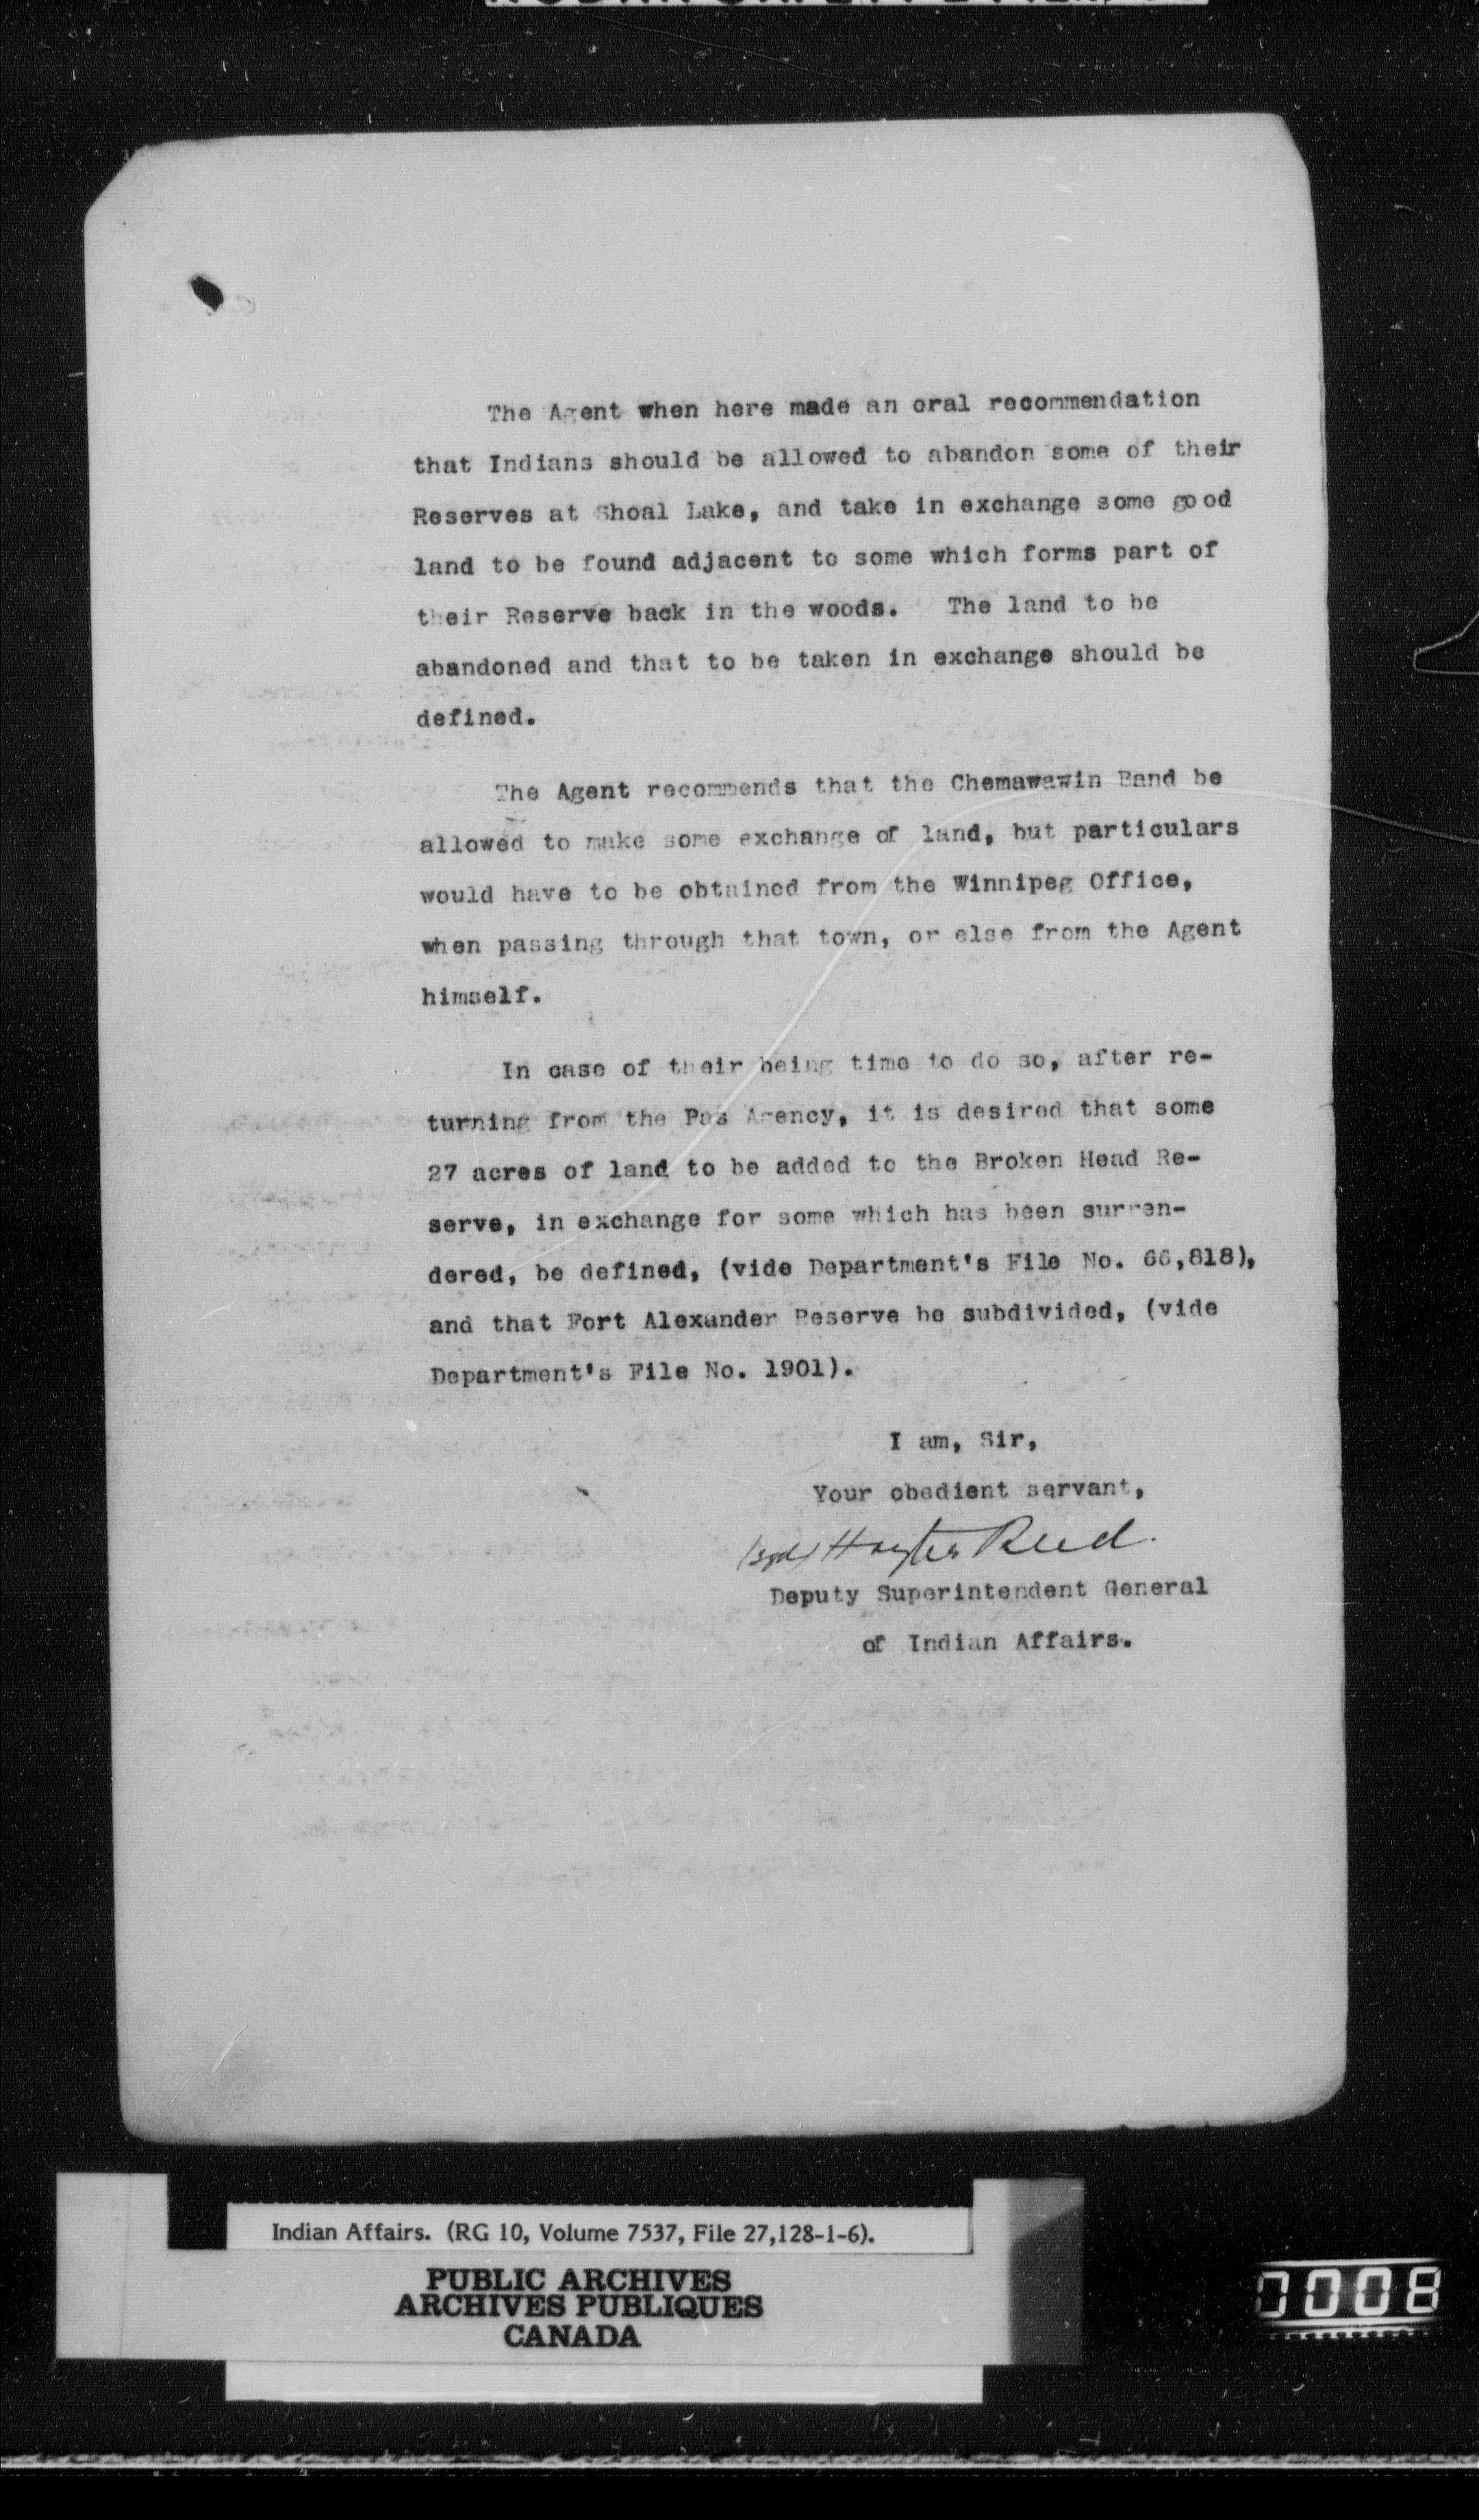 The Agent when here made an oral recommendation
that Indians should be allowed to abandon some of their
Reserves at Shoal Lake, and take in exchange some good
land to be found adjacent to some which forms part of
their Reserve back in the woods. The land to be
abandoned and that to be taken in exchange should be
defined.
The Agent recommends that the Chemawawin Band be
allowed to make some exchange of land, but particulars
would have to be obtained from the Winnipeg Office,
when passing through that town, or else from the Agent
himself.
In case of their being time to do so, after re-
turning from the Pas Agency, it is desired that some
27 acres of land to be added to the Broken Head Re-
serve, in exchange for some which has been surren-
dered, be defined, (vide Department's File No. 66,818),
and that Fort Alexander Reserve be subdivided, (vide
Department's File No. 1901).
I am, Sir,
Your obedient servant,
(sgd) Hayter Reed.
Deputy Superintendent General
of Indian Affairs.
Indian Affairs. (RG 10, Volume 7537, File 27,128-1-6).
PUBLIC ARCHIVES
ARCHIVES PUBLIQUES
CANADA
0008